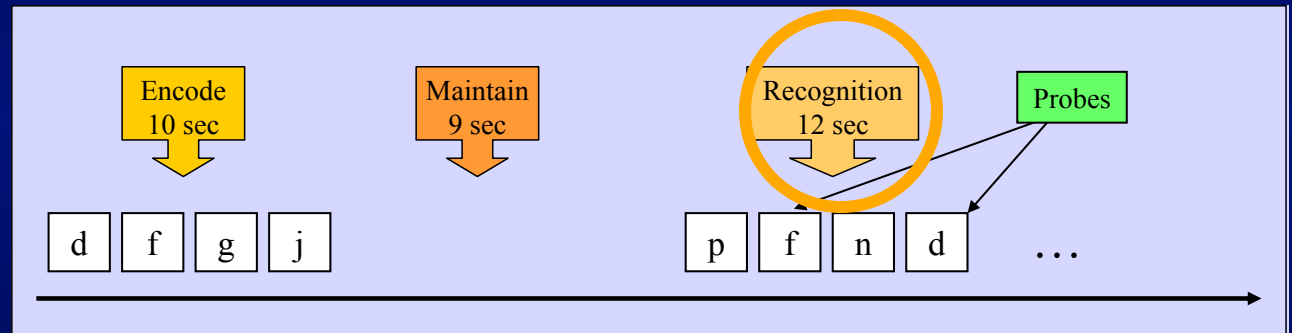 Encode
10 sec
Maintain
9 sec
Recognition
12 sec
Probes
d f g j
p f n d ...